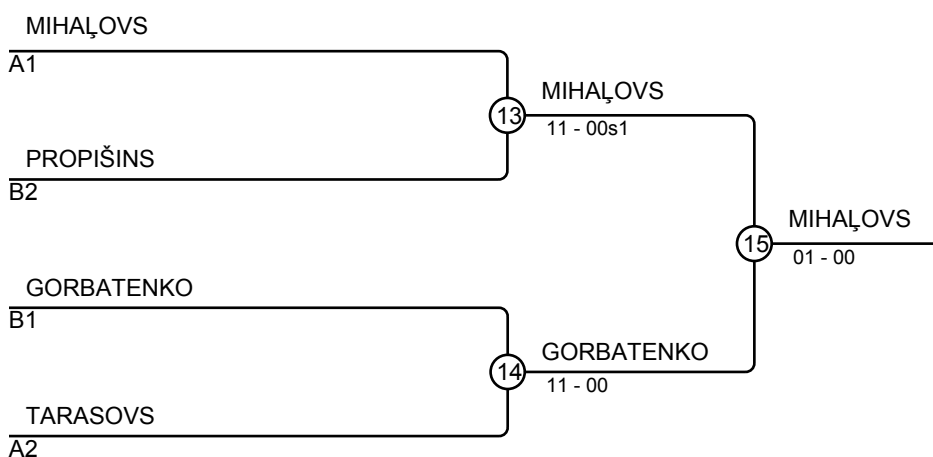 MIHAĻOVS
A1
13
MIHAĻOVS
11 - 00s1
PROPIŠINS
B2
15
MIHAĻOVS
01 - 00
GORBATENKO
B1
14
GORBATENKO
11 - 00
TARASOVS
A2